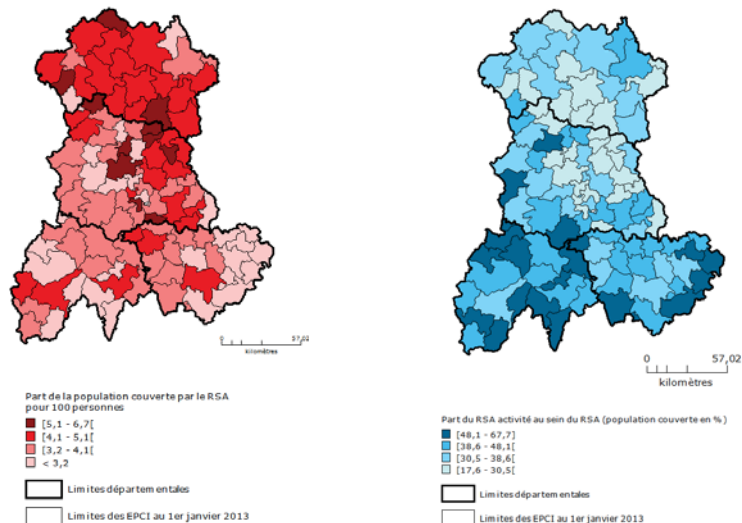 0 57,02
kilomètres
Part de la population couverte par le RSA
pour 100 personnes
[5,1 - 6,7[
[4,1 - 5,1[
[3,2 - 4,1[
< 3,2
Limites départementales
Limites des EPCI au 1er janvier 2013
0 57,02
kilomètres
Part du RSA activité au sein du RSA (population couverte en %)
[48,1 - 67,7]
[38,6 - 48,1[
[30,5 - 38,6[
[17,6 - 30,5[
Limites départementales
Limites des EPCI au 1er janvier 2013